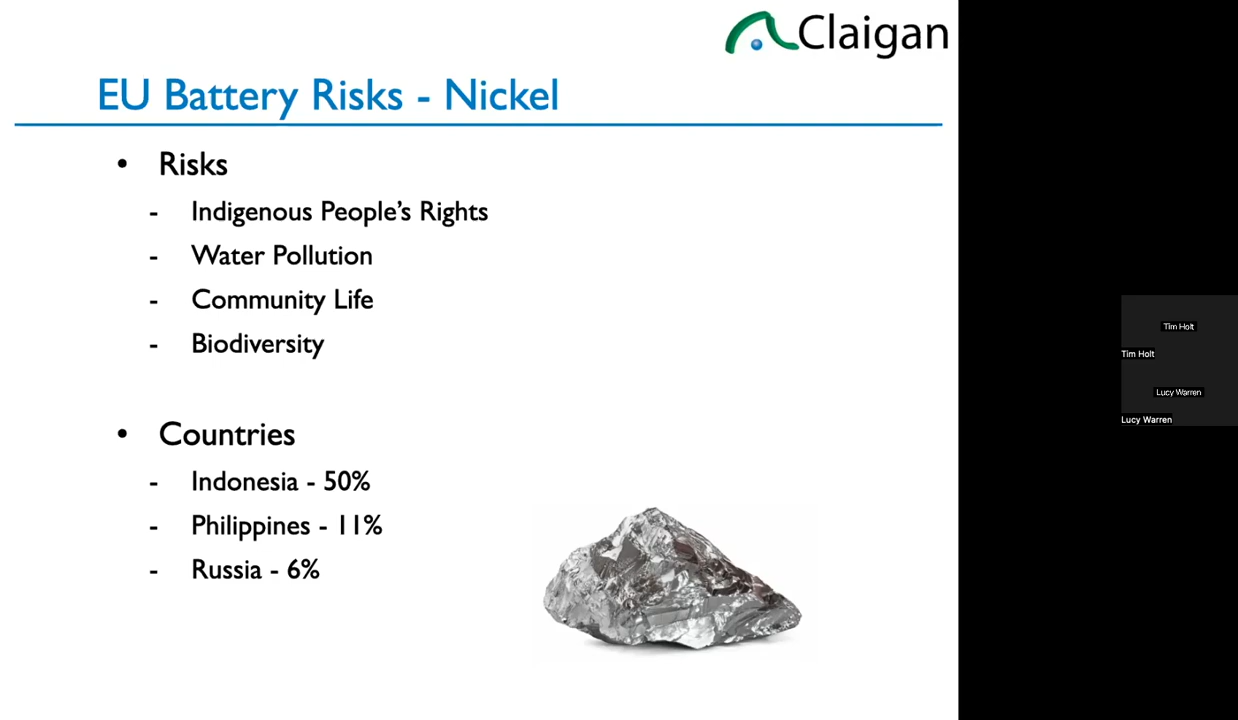 Claigan
EU Battery Risks - Nickel
• Risks
- Indigenous People’s Rights
- Water Pollution
- Community Life
- Biodiversity
• Countries
- Indonesia - 50%
- Philippines - 11%
- Russia - 6%
Tim Holt
Tim Holt
Lucy Warren
Lucy Warren